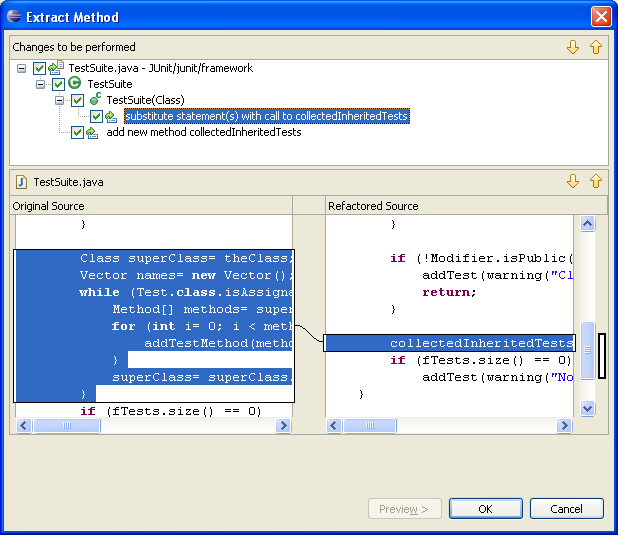 Extract Method
Changes to be performed
TestSuite.java - JUnit/junit/framework
TestSuite
TestSuite(Class)
substitute statement(s) with call to collectedInheritedTests
add new method collectedInheritedTests
TestSuite.java
Original Source
Refactored Source
}
Class superClass= theClass;
Vector names= new Vector();
while (Test.class.isAssigna
Method[] methods= super
for (int i= 0; i < meth
addTestMethod(metho
}
superClass= superClass.
}
if (fTests.size() == 0)
}
if (!Modifier.isPublic(
addTest(warning("Cl
return;
}
collectedInheritedTests
if (fTests.size() == 0)
addTest(warning("No
}
Preview >
OK
Cancel